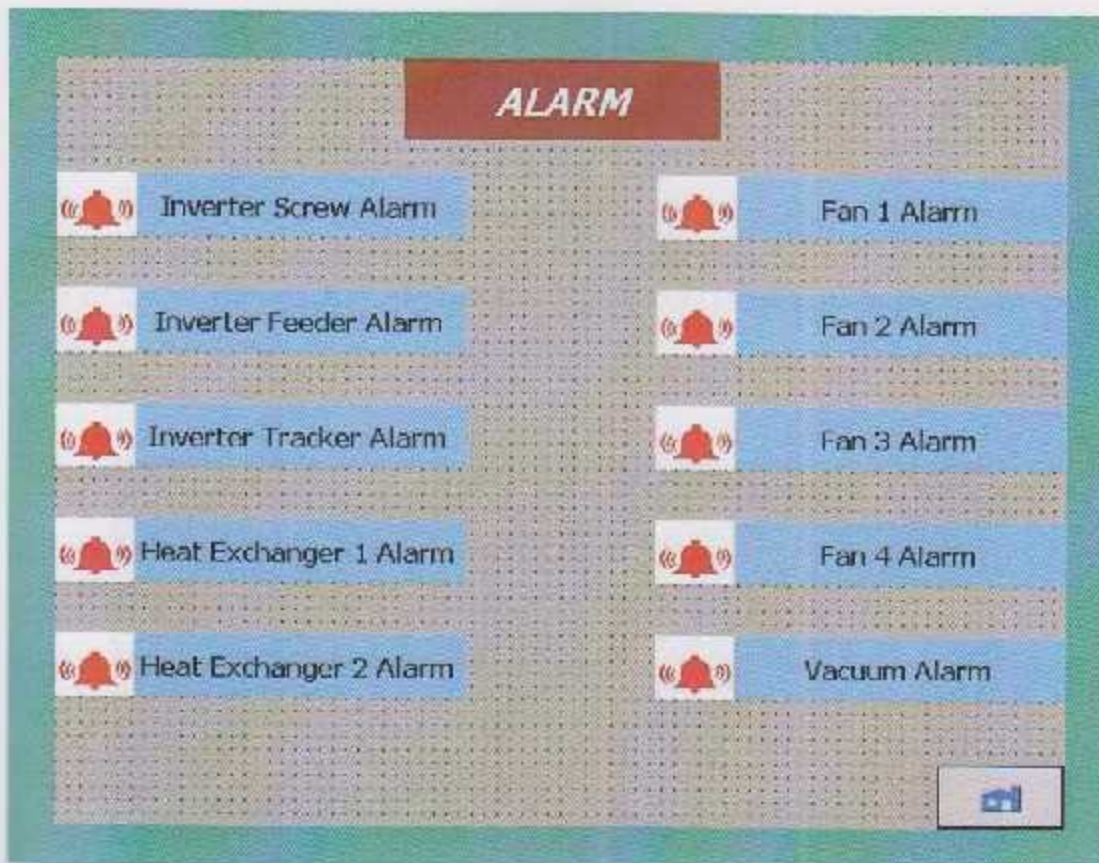 ALARM
Inverter Screw Alarm
Inverter Feeder Alarm
Inverter Tracker Alarm
Heat Exchanger 1 Alarm
Heat Exchanger 2 Alarm
Fan 1 Alarm
Fan 2 Alarm
Fan 3 Alarm
Fan 4 Alarm
Vacuum Alarm